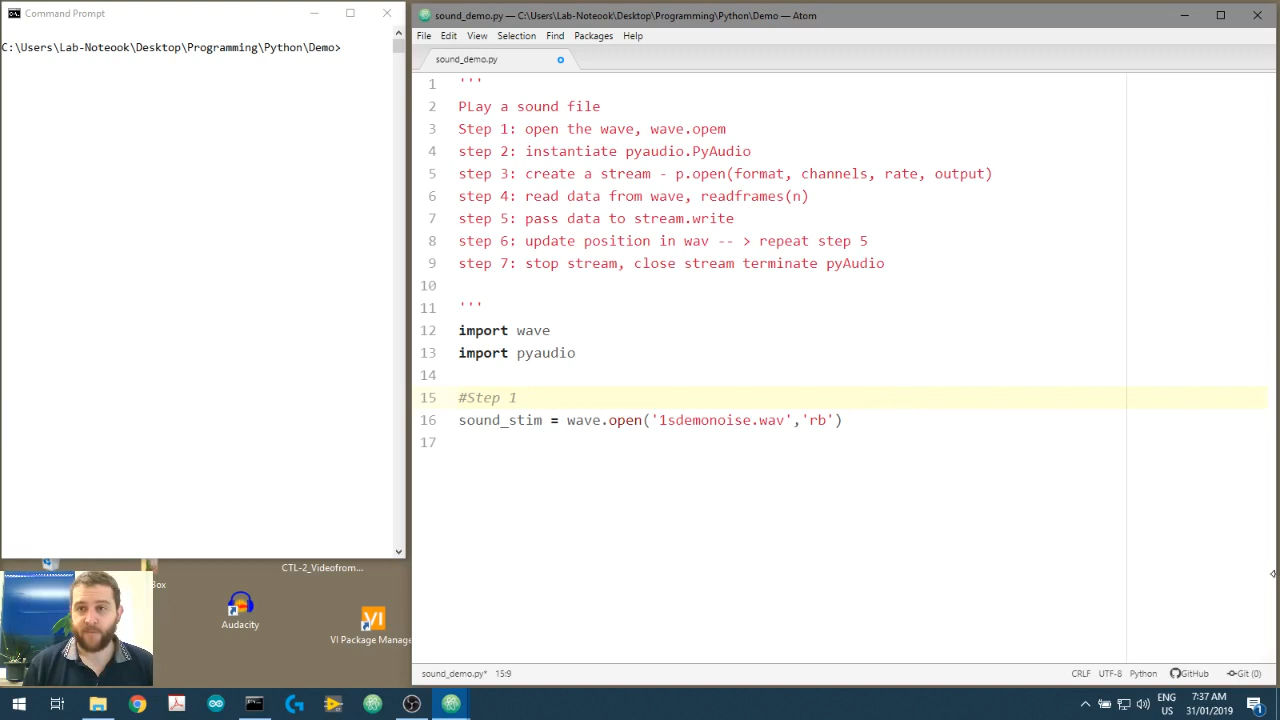 Command Prompt
C:\Users\Lab-Noteook\Desktop\Programming\Python\Demo>
sound_demo.py — C:\Users\Lab-Noteook\Desktop\Programming\Python\Demo — Atom
File Edit View Selection Find Packages Help
sound_demo.py
1 '''
2 PLay a sound file
3 Step 1: open the wave, wave.opem
4 step 2: instantiate pyaudio.PyAudio
5 step 3: create a stream - p.open(format, channels, rate, output)
6 step 4: read data from wave, readframes(n)
7 step 5: pass data to stream.write
8 step 6: update position in wav -- > repeat step 5
9 step 7: stop stream, close stream terminate pyAudio
10
11 '''
12 import wave
13 import pyaudio
14
15 #Step 1
16 sound_stim = wave.open('1sdemonoise.wav','rb')
17
CTL-2_Videofrom...
Box
Audacity
VI
VI Package Manage
sound_demo.py* 15:9
CRLF UTF-8 Python GitHub Git (0)
ENG
US
7:37 AM
31/01/2019
1